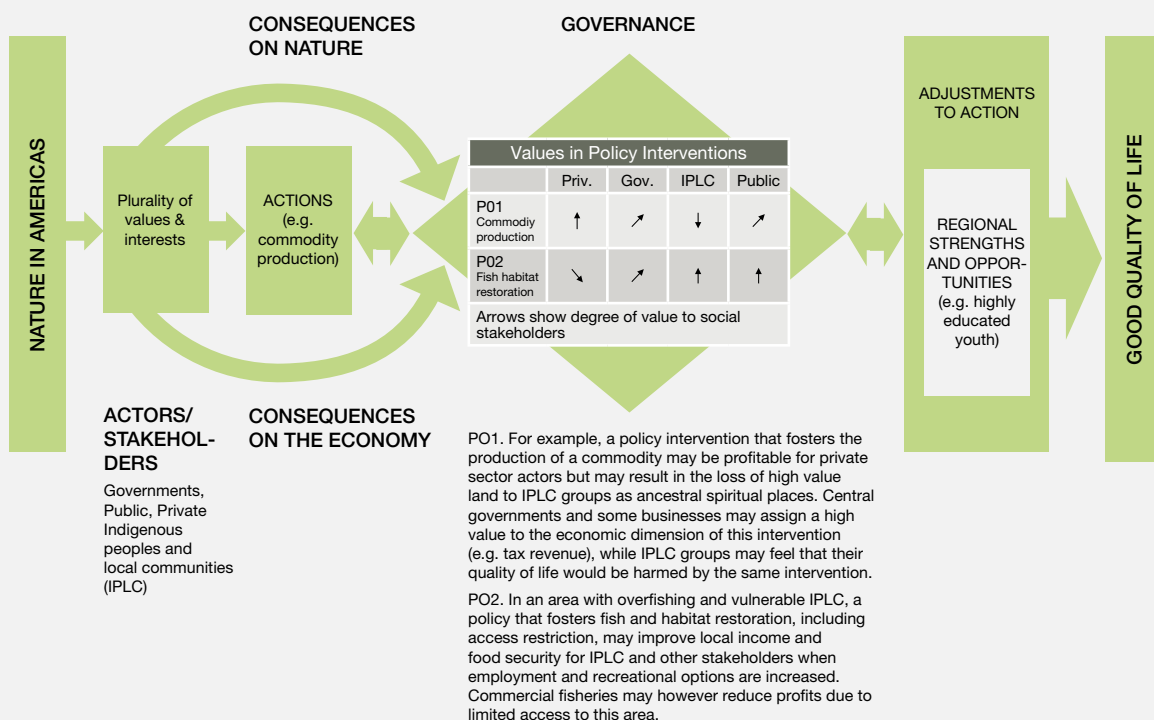 CONSEQUENCES
ON NATURE
GOVERNANCE
NATURE IN AMERICAS
Plurality of
values &
interests
ACTIONS
(e.g.
commodity
production)
Values in Policy Interventions
Priv. Gov. IPLC Public
P01
Commodiy
production
↑ ↗ ↓ ↗
P02
Fish habitat
restoration
↘ ↗ ↑ ↑
Arrows show degree of value to social
stakeholders
ADJUSTMENTS
TO ACTION
REGIONAL
STRENGTHS
AND OPPOR-
TUNITIES
(e.g. highly
educated
youth)
GOOD QUALITY OF LIFE
ACTORS/
STAKEHOL-
DERS
Governments,
Public, Private
Indigenous
peoples and
local communities
(IPLC)
CONSEQUENCES
ON THE ECONOMY
PO1. For example, a policy intervention that fosters the
production of a commodity may be profitable for private
sector actors but may result in the loss of high value
land to IPLC groups as ancestral spiritual places. Central
governments and some businesses may assign a high
value to the economic dimension of this intervention
(e.g. tax revenue), while IPLC groups may feel that their
quality of life would be harmed by the same intervention.
PO2. In an area with overfishing and vulnerable IPLC, a
policy that fosters fish and habitat restoration, including
access restriction, may improve local income and
food security for IPLC and other stakeholders when
employment and recreational options are increased.
Commercial fisheries may however reduce profits due to
limited access to this area.